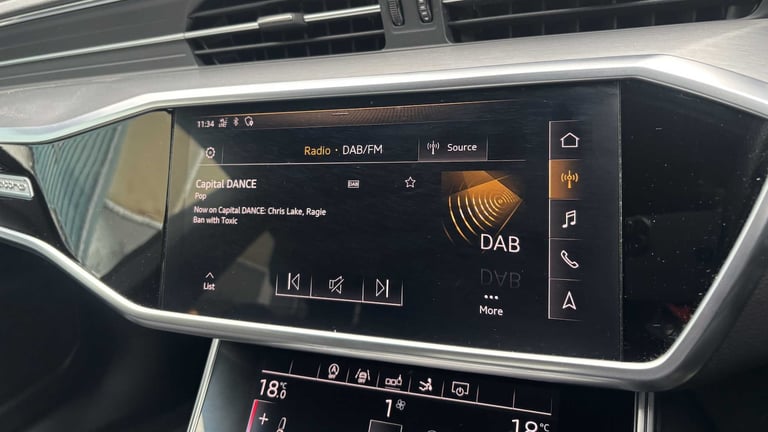 11:34
Radio · DAB/FM
Source
Capital DANCE
DAB
Pop
Now on Capital DANCE: Chris Lake, Ragie
Ban with Toxic
DAB
List
More
18.0°C
1
18°C